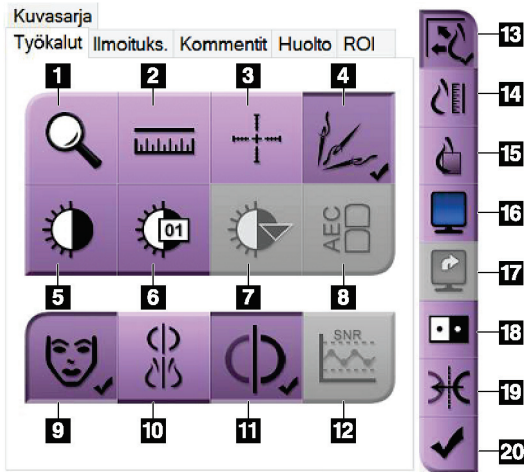 Kuvasarja
Työkalut Ilmoituks. Kommentit Huolto ROI
1 2 3 4
01
AEC
5 6 7 8
SNR
9 10 11 12
13
14
15
16
17
18
19
20